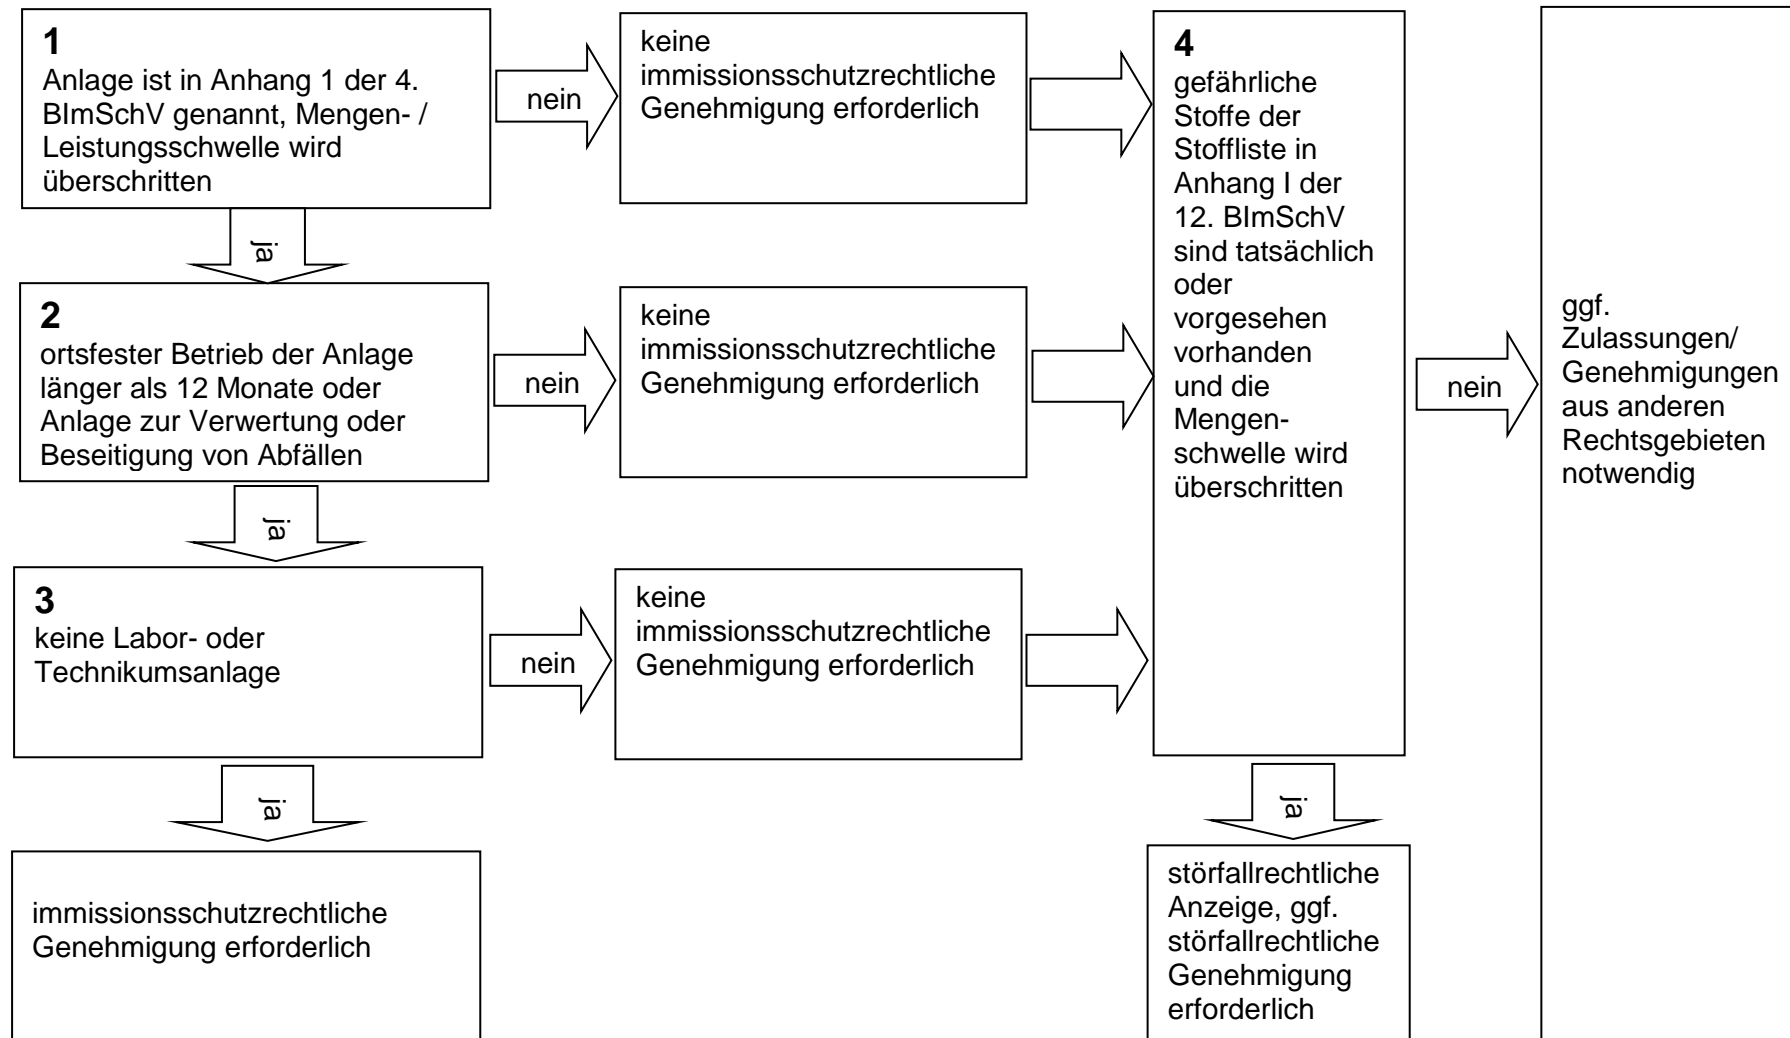 1
Anlage ist in Anhang 1 der 4.
BImSchV genannt, Mengen- /
Leistungsschwelle wird
überschritten
nein
keine
immissionsschutzrechtliche
Genehmigung erforderlich
ja
2
ortsfester Betrieb der Anlage
länger als 12 Monate oder
Anlage zur Verwertung oder
Beseitigung von Abfällen
nein
keine
immissionsschutzrechtliche
Genehmigung erforderlich
ja
3
keine Labor- oder
Technikumsanlage
nein
keine
immissionsschutzrechtliche
Genehmigung erforderlich
ja
immissionsschutzrechtliche
Genehmigung erforderlich
4
gefährliche
Stoffe der
Stoffliste in
Anhang I der
12. BImSchV
sind tatsächlich
oder
vorgesehen
vorhanden
und die
Mengen-
schwelle wird
überschritten
nein
ja
störfallrechtliche
Anzeige, ggf.
störfallrechtliche
Genehmigung
erforderlich
ggf.
Zulassungen/
Genehmigungen
aus anderen
Rechtsgebieten
notwendig